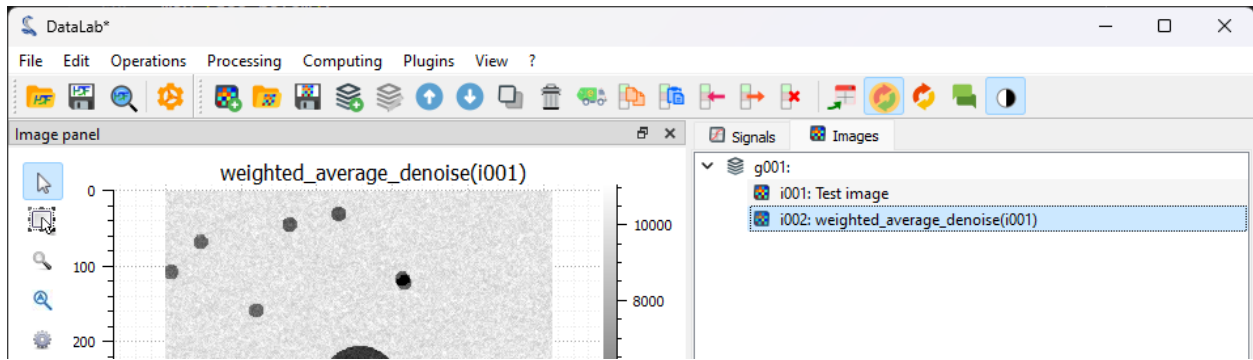 DataLab*
File Edit Operations Processing Computing Plugins View ?
Image panel
Signals
Images
weighted_average_denoise(i001)
0
100
200
10000
8000
g001:
i001: Test image
i002: weighted_average_denoise(i001)